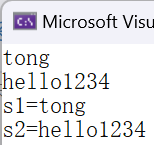 Microsoft Visu
tong
hello1234
s1=tong
s2=hello1234